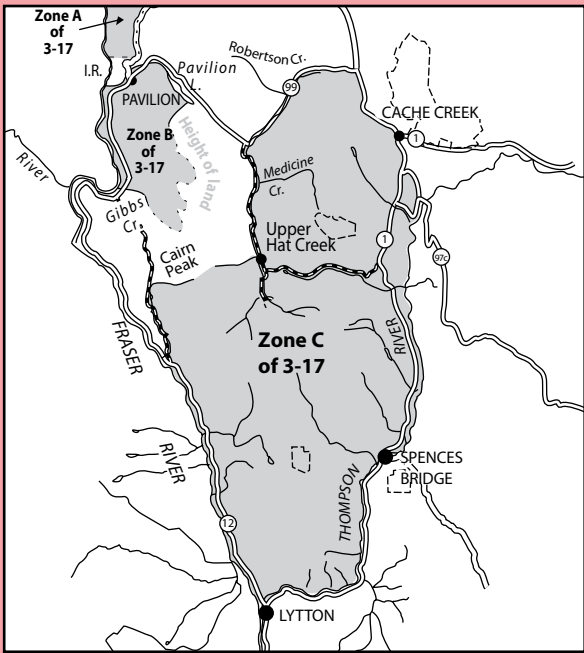 Zone A
of
3-17
I.R.
Robertson Cr.
Pavilion
L.
99
PAVILION
CACHE CREEK
1
Zone B
of
3-17
Height of land
River
Medicine
Cr.
Gibbs
Cr.
Upper
Hat Creek
1
Cairn
Peak
97c
FRASER
Zone C
of 3-17
RIVER
RIVER
SPENCES
BRIDGE
THOMPSON
12
LYTTON